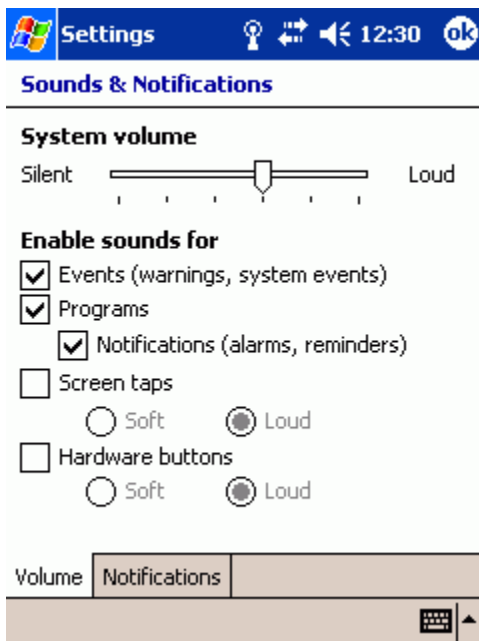 Settings 12:30 ok
Sounds & Notifications
System volume
Silent Loud
Enable sounds for
Events (warnings, system events)
Programs
Notifications (alarms, reminders)
Screen taps
Soft Loud
Hardware buttons
Soft Loud
Volume Notifications